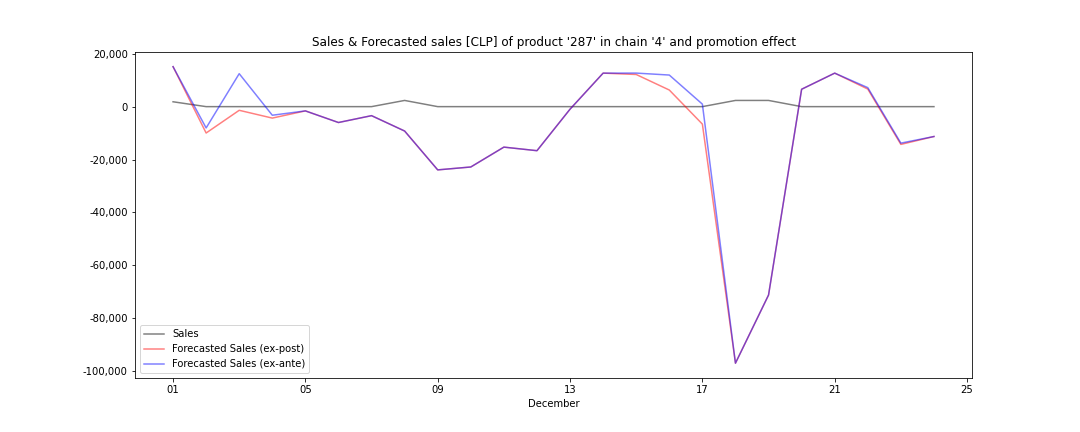 Sales & Forecasted sales [CLP] of product '287' in chain '4' and promotion effect
20,000
0
-20,000
-40,000
-60,000
-80,000
-100,000
Sales
Forecasted Sales (ex-post)
Forecasted Sales (ex-ante)
01 05 09 13 17 21 25
December